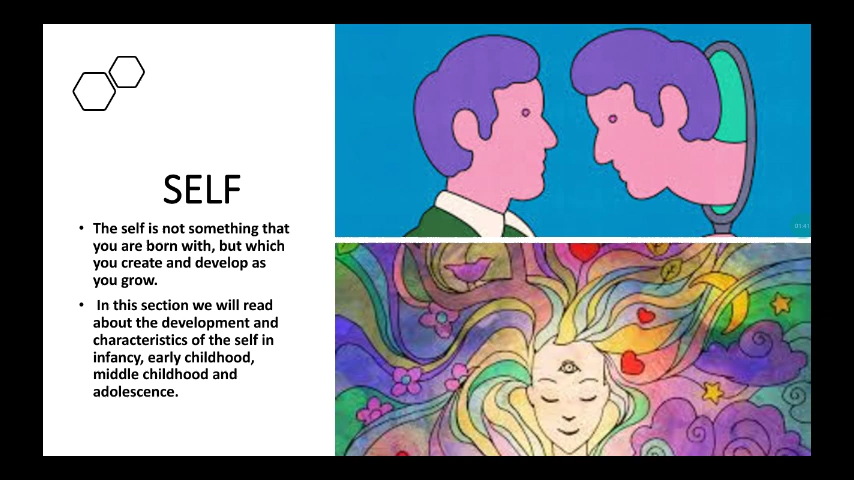 SELF
• The self is not something that
you are born with, but which
you create and develop as
you grow.
• In this section we will read
about the development and
characteristics of the self in
infancy, early childhood,
middle childhood and
adolescence.